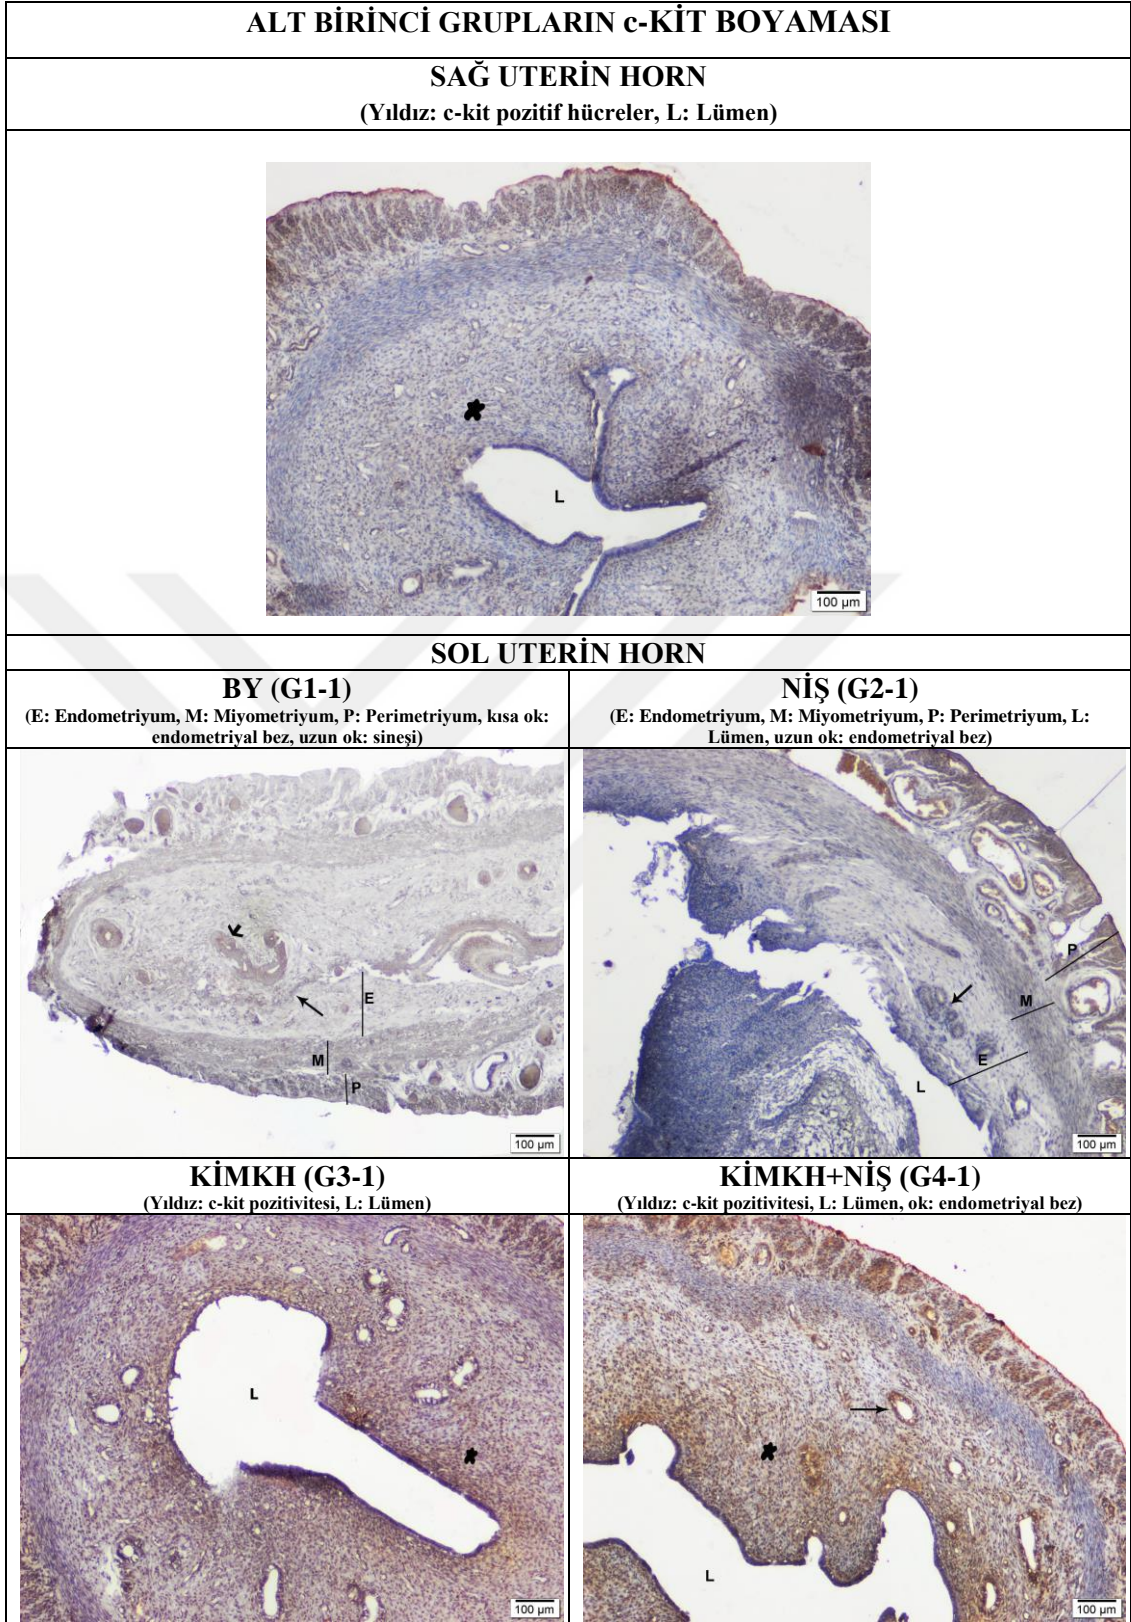 ALT BİRİNCİ GRUPLARIN c-KİT BOYAMASI
SAĞ UTERİN HORN
(Yıldız: c-kit pozitif hücreler, L: Lümen)
L
100 µm
SOL UTERİN HORN
BY (G1-1)
(E: Endometriyum, M: Miyometriyum, P: Perimetriyum, kısa ok:
endometriyal bez, uzun ok: sineşi)
E
M
P
100 µm
NİŞ (G2-1)
(E: Endometriyum, M: Miyometriyum, P: Perimetriyum, L:
Lümen, uzun ok: endometriyal bez)
P
M
E
L
100 µm
KİMKH (G3-1)
(Yıldız: c-kit pozitivitesi, L: Lümen)
L
100 µm
KİMKH+NİŞ (G4-1)
(Yıldız: c-kit pozitivitesi, L: Lümen, ok: endometriyal bez)
L
100 µm